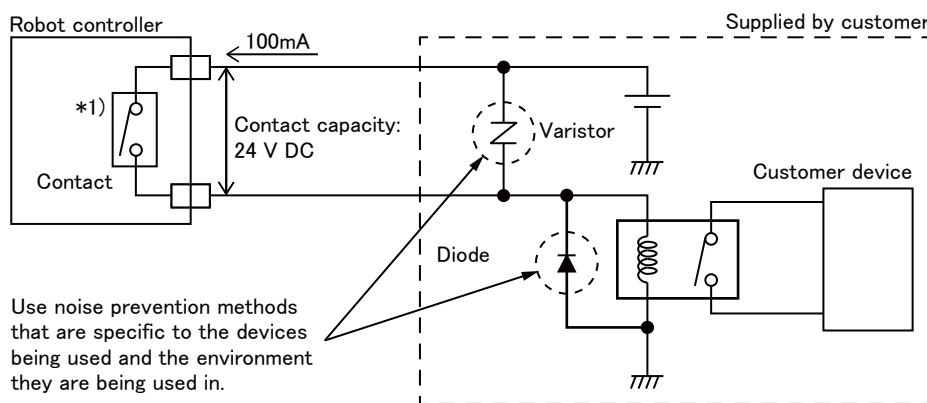 Robot controller
Supplied by customer
100mA
*1)
Contact capacity:
24 V DC
Varistor
Contact
Customer device
Diode
Use noise prevention methods
that are specific to the devices
being used and the environment
they are being used in.